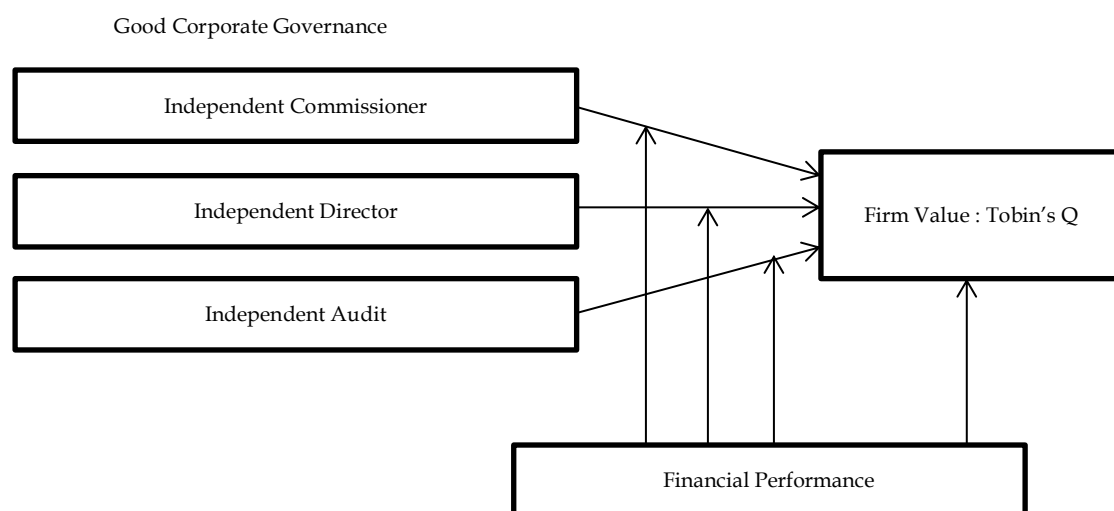 Good Corporate Governance
Independent Commissioner
Independent Director
Firm Value : Tobin’s Q
Independent Audit
Financial Performance